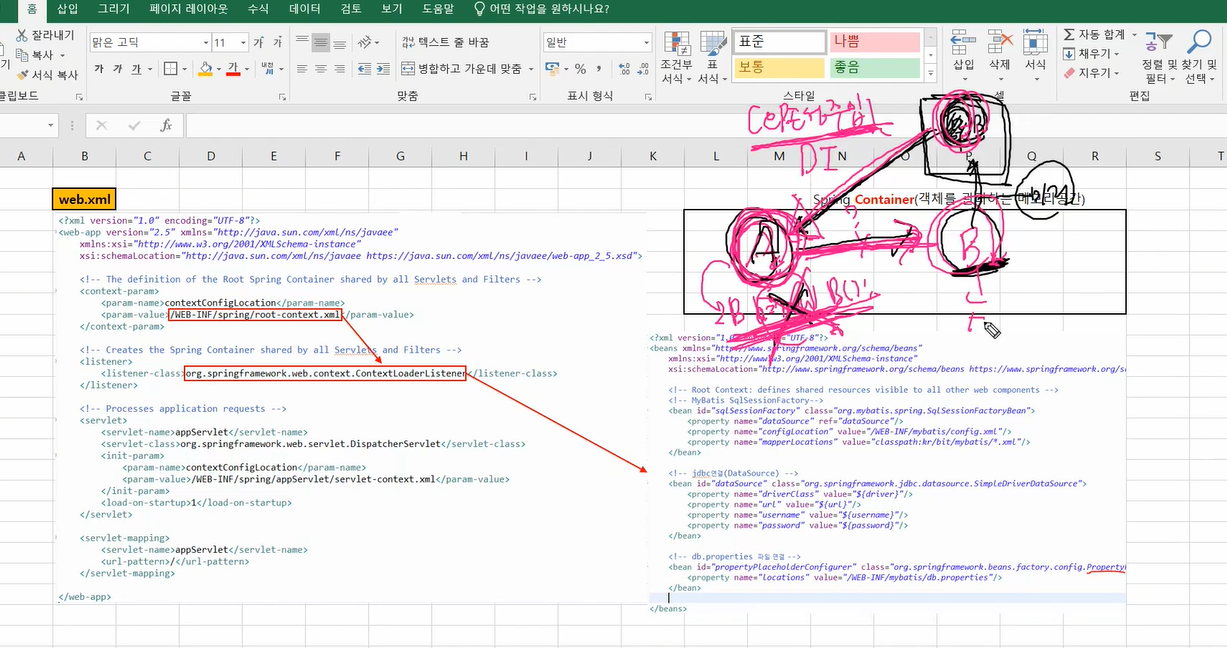 홈 삽입 그리기 페이지 레이아웃 수식 데이터 검토 보기 도움말 어떤 작업을 원하시나요?
잘라내기
복사
서식 복사
클립보드
맑은 고딕 11
가 가
가 가 가
글꼴
텍스트 줄 바꿈
병합하고 가운데 맞춤
맞춤
일반
% ,
표시 형식
조건부 서식
표 서식
표준 나쁨
보통 좋음
스타일
삽입 삭제 서식
셀
자동 합계
채우기
지우기
정렬 및 필터
찾기 및 선택
편집
fx
A B C D E F G H I J K L M N O P Q R S T
DI
Spring Container(객체를 관리하는 메모리공간)
A
B
web.xml
<?xml version="1.0" encoding="UTF-8"?>
<web-app version="2.5" xmlns="http://java.sun.com/xml/ns/javaee"
xmlns:xsi="http://www.w3.org/2001/XMLSchema-instance"
xsi:schemaLocation="http://java.sun.com/xml/ns/javaee https://java.sun.com/xml/ns/javaee/web-app_2_5.xsd">
<!-- The definition of the Root Spring Container shared by all Servlets and Filters -->
<context-param>
<param-name>contextConfigLocation</param-name>
<param-value>/WEB-INF/spring/root-context.xml</param-value>
</context-param>
<!-- Creates the Spring Container shared by all Servlets and Filters -->
<listener>
<listener-class>org.springframework.web.context.ContextLoaderListener</listener-class>
</listener>
<!-- Processes application requests -->
<servlet>
<servlet-name>appServlet</servlet-name>
<servlet-class>org.springframework.web.servlet.DispatcherServlet</servlet-class>
<init-param>
<param-name>contextConfigLocation</param-name>
<param-value>/WEB-INF/spring/appServlet/servlet-context.xml</param-value>
</init-param>
<load-on-startup>1</load-on-startup>
</servlet>
<servlet-mapping>
<servlet-name>appServlet</servlet-name>
<url-pattern>/</url-pattern>
</servlet-mapping>
</web-app>
<?xml version="1.0" "UTF-8"?>
<beans xmlns="http://www.springframework.org/schema/beans"
xmlns:xsi="http://www.w3.org/2001/XMLSchema-instance"
xsi:schemaLocation="http://www.springframework.org/schema/beans https://www.springframework.org/s
<!-- Root Context: defines shared resources visible to all other web components -->
<!-- MyBatis SqlSessionFactory-->
<bean id="sqlSessionFactory" class="org.mybatis.spring.SqlSessionFactoryBean">
<property name="dataSource" ref="dataSource"/>
<property name="configLocation" value="/WEB-INF/mybatis/config.xml"/>
<property name="mapperLocations" value="classpath:kr/bit/mybatis/*.xml"/>
</bean>
<!-- jdbc연결(DataSource) -->
<bean id="dataSource" class="org.springframework.jdbc.datasource.SimpleDriverDataSource">
<property name="driverClass" value="${driver}"/>
<property name="url" value="${url}"/>
<property name="username" value="${username}"/>
<property name="password" value="${password}"/>
</bean>
<!-- db.properties 파일 연결 -->
<bean id="propertyPlaceholderConfigurer" class="org.springframework.beans.factory.config.Property
<property name="locations" value="/WEB-INF/mybatis/db.properties"/>
</bean>
</beans>